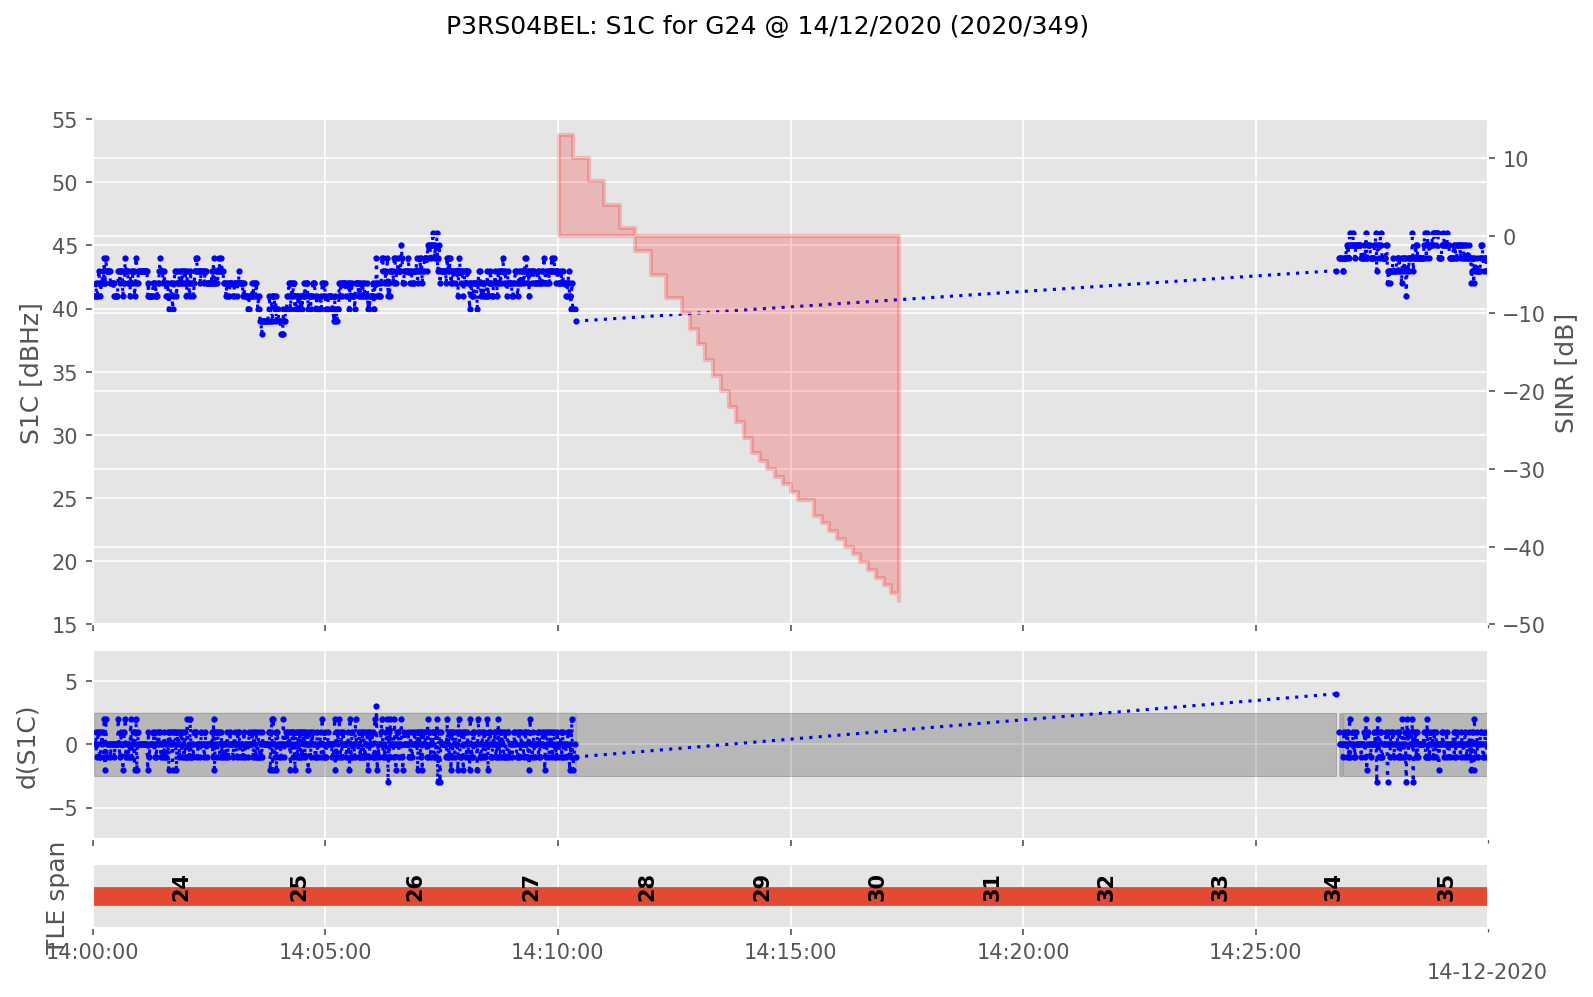 P3RS04BEL: S1C for G24 @ 14/12/2020 (2020/349)
55
50
45
40
35
30
25
20
15
S1C [dBHz]
10
0
−10
−20
−30
−40
−50
SINR [dB]
5
0
−5
d(S1C)
TLE span
24 25 26 27 28 29 30 31 32 33 34 35
14:00:00 14:05:00 14:10:00 14:15:00 14:20:00 14:25:00
14-12-2020